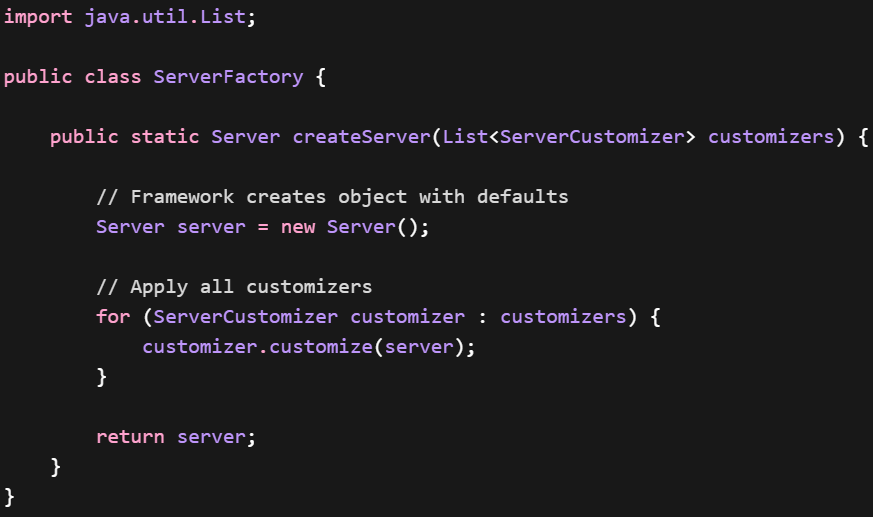 import java.util.List;
public class ServerFactory {
public static Server createServer(List<ServerCustomizer> customizers) {
// Framework creates object with defaults
Server server = new Server();
// Apply all customizers
for (ServerCustomizer customizer : customizers) {
customizer.customize(server);
}
return server;
}
}